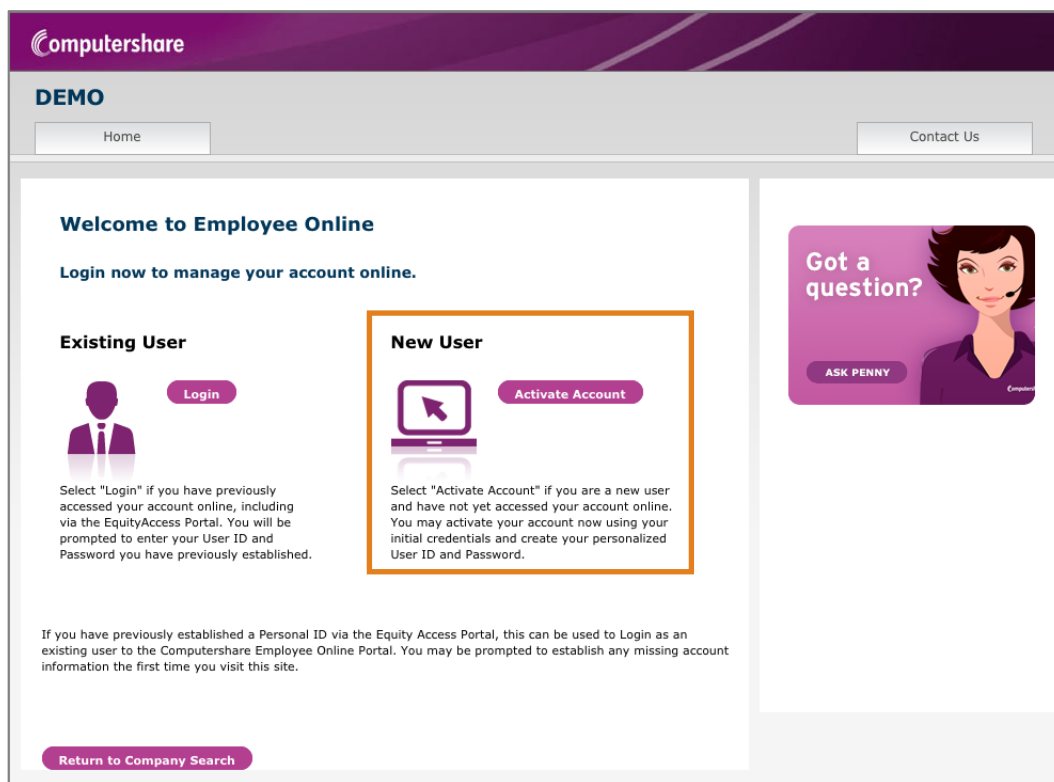 Computershare
DEMO
Home
Contact Us
Welcome to Employee Online
Login now to manage your account online.
Existing User
Login
Select "Login" if you have previously
accessed your account online, including
via the EquityAccess Portal. You will be
prompted to enter your User ID and
Password you have previously established.
New User
Activate Account
Select "Activate Account" if you are a new user
and have not yet accessed your account online.
You may activate your account now using your
initial credentials and create your personalized
User ID and Password.
If you have previously established a Personal ID via the Equity Access Portal, this can be used to Login as an
existing user to the Computershare Employee Online Portal. You may be prompted to establish any missing account
information the first time you visit this site.
Return to Company Search
Got a
question?
ASK PENNY